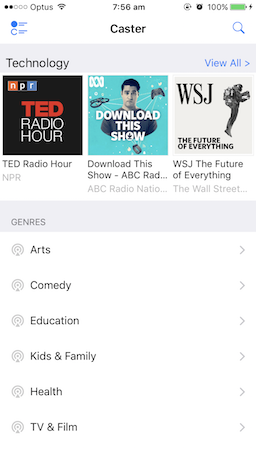 Optus 7:56 am 100%
Caster
Technology View All >
npr
TED
RADIO
HOUR
DOWNLOAD
THIS
SHOW
WSJ
THE FUTURE
OF EVERYTHING
TED Radio Hour
NPR
Download This
Show - ABC Rad...
ABC Radio Natio...
WSJ The Future
of Everything
The Wall Street...
GENRES
Arts
Comedy
Education
Kids & Family
Health
TV & Film